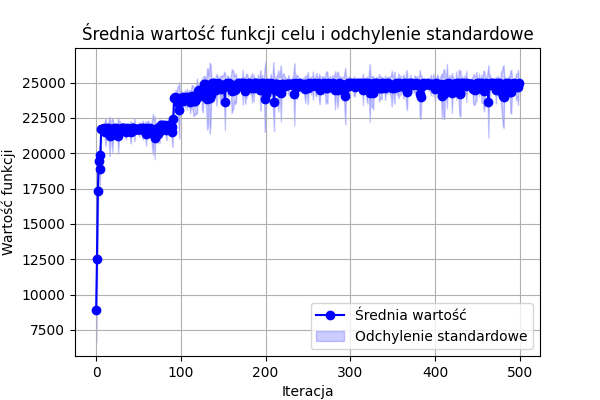 Średnia wartość funkcji celu i odchylenie standardowe
Wartość funkcji
25000
22500
20000
17500
15000
12500
10000
7500
0 100 200 300 400 500
Iteracja
Średnia wartość
Odchylenie standardowe